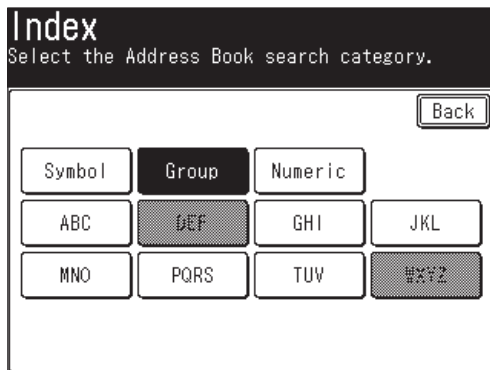 Index
Select the Address Book search category.
Back
Symbol Group Numeric
ABC DEF GHI JKL
MNO PQRS TUV WXYZ